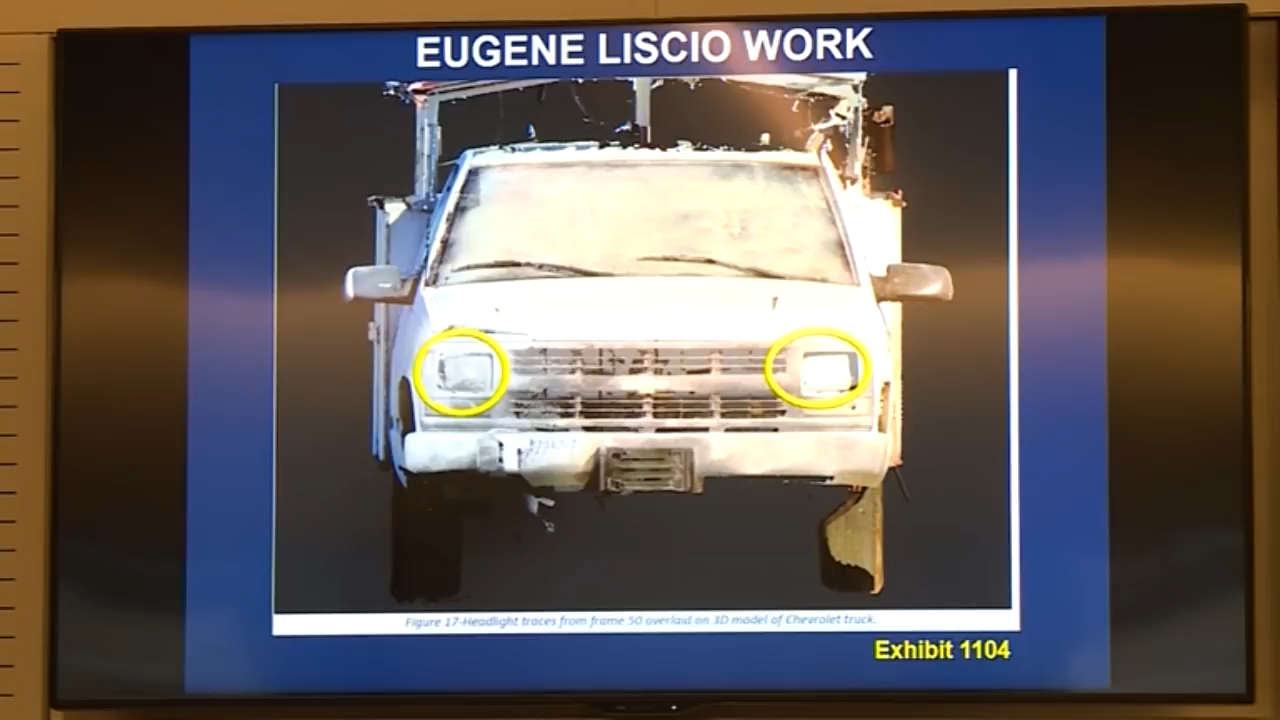 EUGENE LISCIO WORK
Figure 17-Headlight traces from frame 50 overlaid on 3D model of Chevrolet truck.
Exhibit 1104